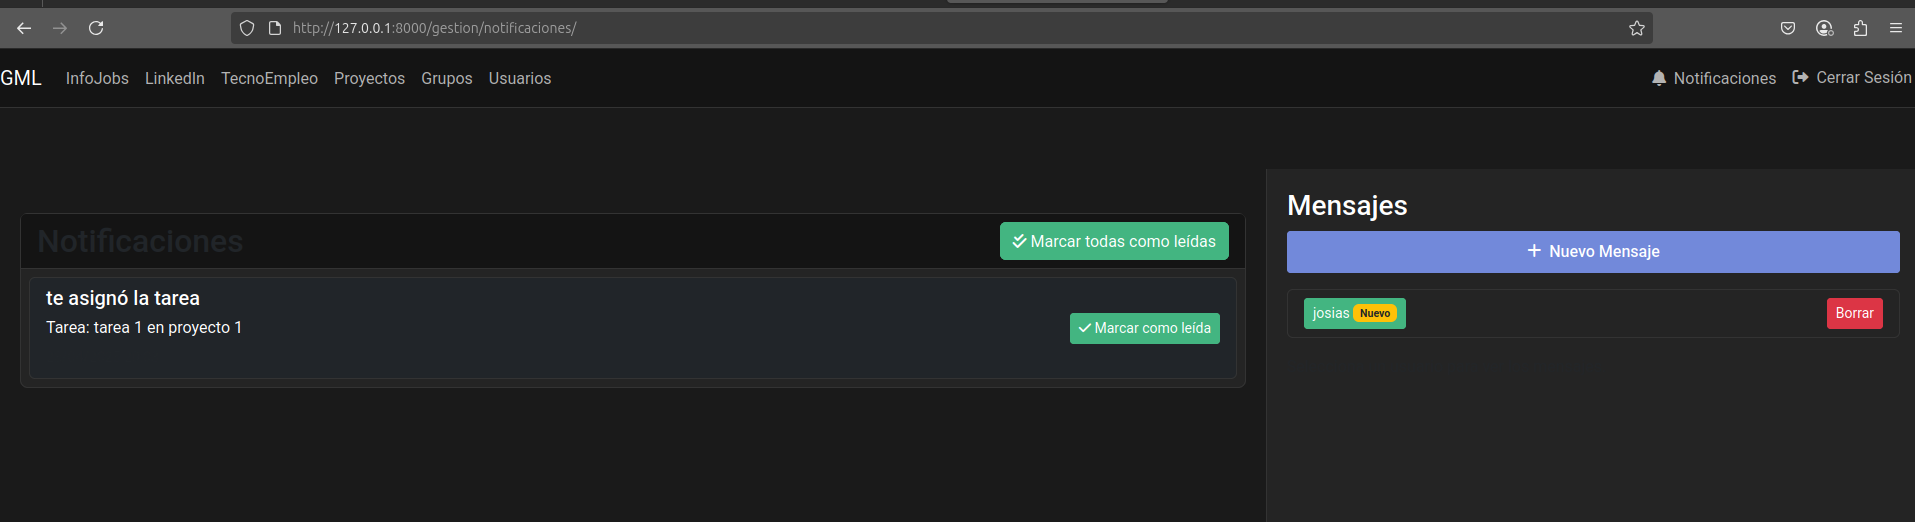 http://127.0.0.1:8000/gestion/notificaciones/
GML InfoJobs LinkedIn TecnoEmpleo Proyectos Grupos Usuarios Notificaciones Cerrar Sesión
Notificaciones
Marcar todas como leídas
te asignó la tarea
Tarea: tarea 1 en proyecto 1
Marcar como leída
Mensajes
+ Nuevo Mensaje
josias Nuevo
Borrar